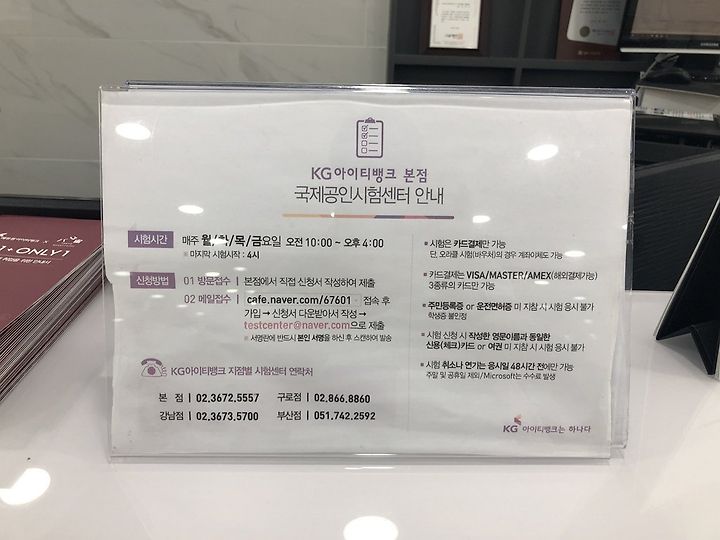 KG 아이티뱅크 본점
국제공인시험센터 안내
시험시간 매주 월/화/목/금요일 오전 10:00 ~ 오후 4:00
※ 마지막 시험시작 : 4시
신청방법 01 방문접수 | 본점에서 직접 신청서 작성하여 제출
02 메일접수 | cafe.naver.com/67601 접속 후
가입 → 신청서 다운받아서 작성 →
testcenter@naver.com으로 제출
※ 서명란에 반드시 본인 서명을 하신 후 스캔하여 발송
KG아이티뱅크 지점별 시험센터 연락처
본 점 | 02.3672.5557 구로점 | 02.866.8860
강남점 | 02.3673.5700 부산점 | 051.742.2592
시험은 카드결제만 가능
단, 오라클 시험(바우처)의 경우 계좌이체도 가능
카드결제는 VISA/MASTER/AMEX(해외결제가능)
3종류의 카드만 가능
주민등록증 or 운전면허증 미 지참 시 시험 응시 불가
학생증 불인정
시험 신청 시 작성한 영문이름과 동일한
신용(체크)카드 or 여권 미 지참 시 시험 응시 불가
시험 취소나 연기는 응시일 48시간 전에만 가능
주말 및 공휴일 제외/Microsoft는 수수료 발생
KG 아이티뱅크는 하나다
1+ ONLY 1